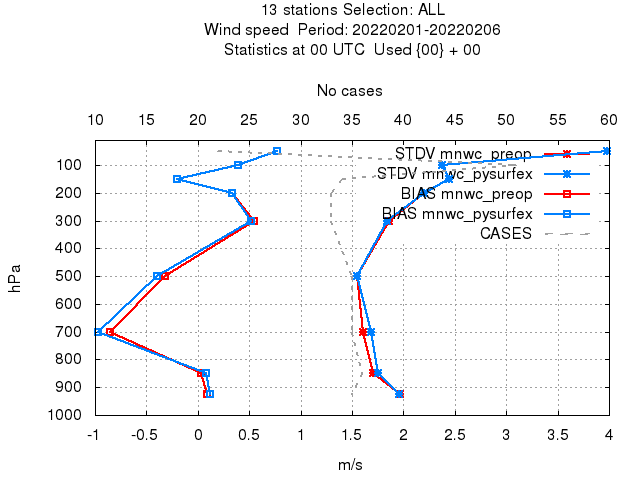 13 stations Selection: ALL
Wind speed  Period: 20220201-20220206
Statistics at 00 UTC  Used {00} + 00
No cases
10 15 20 25 30 35 40 45 50 55 60
STDV mnwc_preop
STDV mnwc_pysurfex
BIAS mnwc_preop
BIAS mnwc_pysurfex
CASES
hPa
100
200
300
400
500
600
700
800
900
1000
-1 -0.5 0 0.5 1 1.5 2 2.5 3 3.5 4
m/s